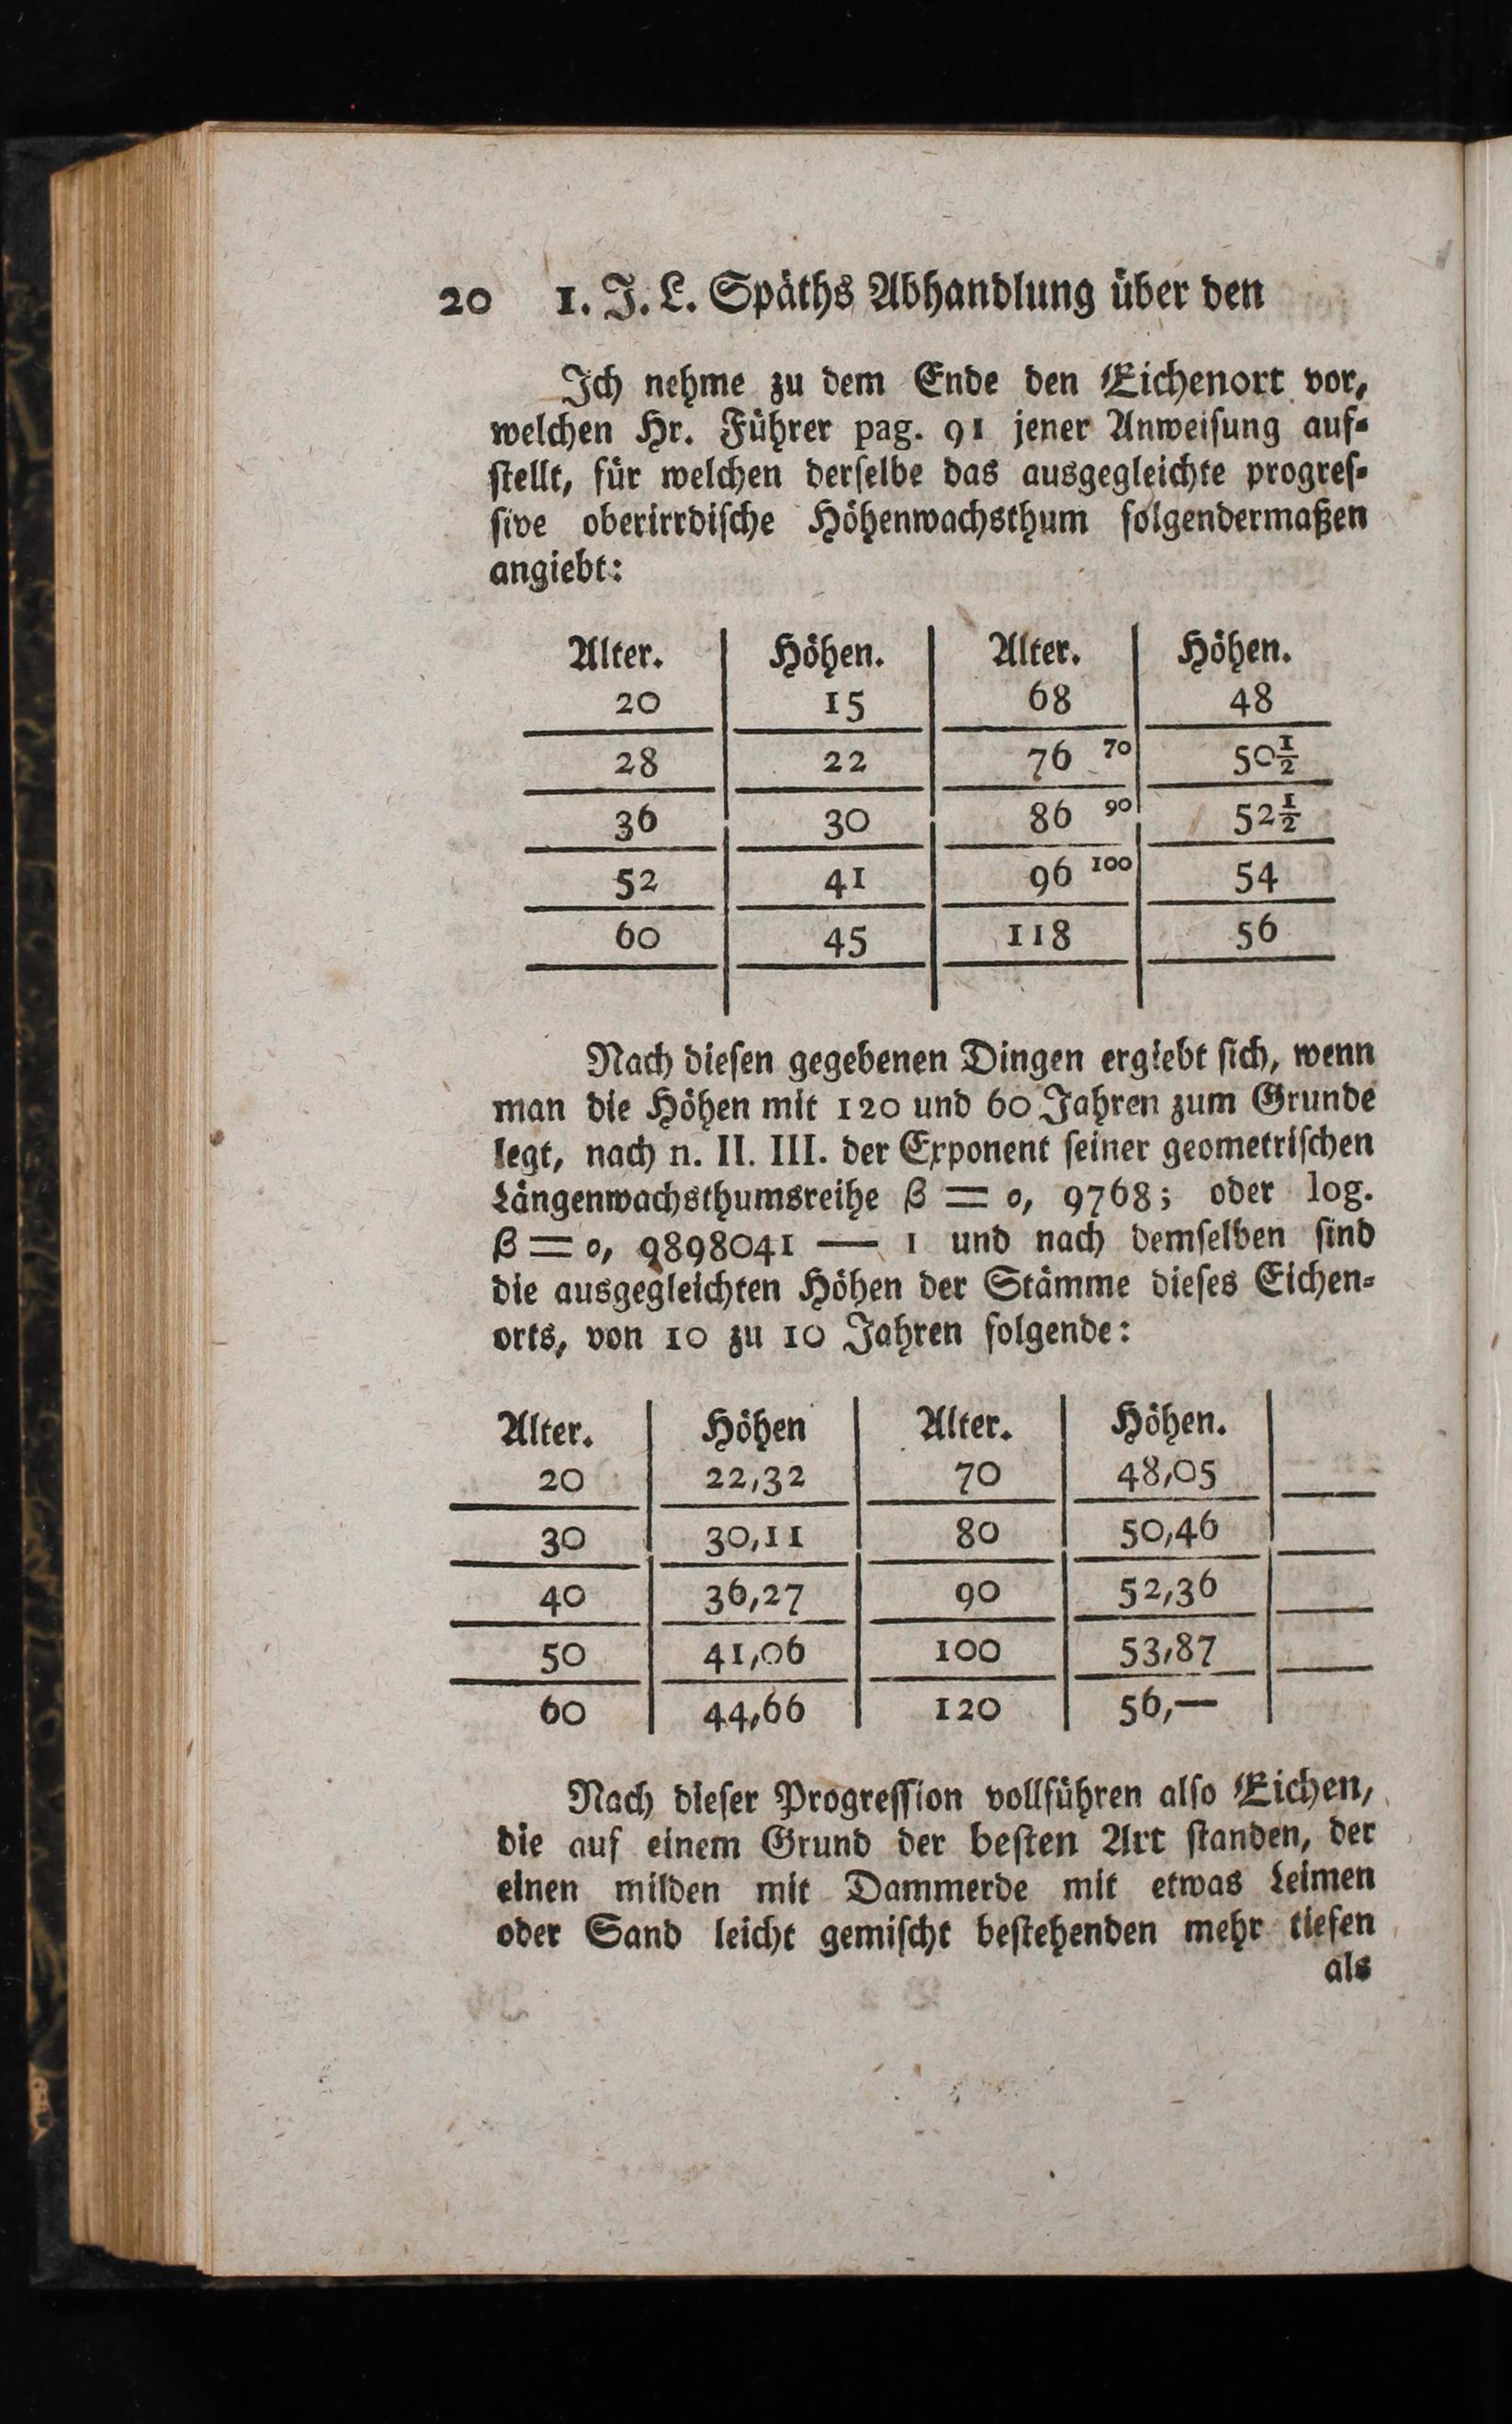 20 1. J. L. Späths Abhandlung über den
Ich nehme zu dem Ende den Eichenort vor,
welchen Hr. Führer pag. 91 jener Anweisung auf-
stellt, für welchen derselbe das ausgegleichte progres-
sive oberirrdische Höhenwachsthum folgendermaßen
angiebt:
Alter. Höhen. Alter. Höhen.
20 15 68 48
28 22 76 70 50½
36 30 86 90 52½
52 41 96 100 54
60 45 118 56
Nach diesen gegebenen Dingen ergiebt sich, wenn
man die Höhen mit 120 und 60 Jahren zum Grunde
legt, nach n. II. III. der Exponent seiner geometrischen
Längenwachsthumsreihe β = 0, 9768; oder log.
β = 0, 9898041 — 1 und nach demselben sind
die ausgegleichten Höhen der Stämme dieses Eichen-
orts, von 10 zu 10 Jahren folgende:
Alter. Höhen Alter. Höhen.
20 22,32 70 48,05
30 30,11 80 50,46
40 36,27 90 52,36
50 41,06 100 53,87
60 44,66 120 56,—
Nach dieser Progression vollführen also Eichen,
die auf einem Grund der besten Art standen, der
einen milden mit Dammerde mit etwas Leimen
oder Sand leicht gemischt bestehenden mehr tiefen
als